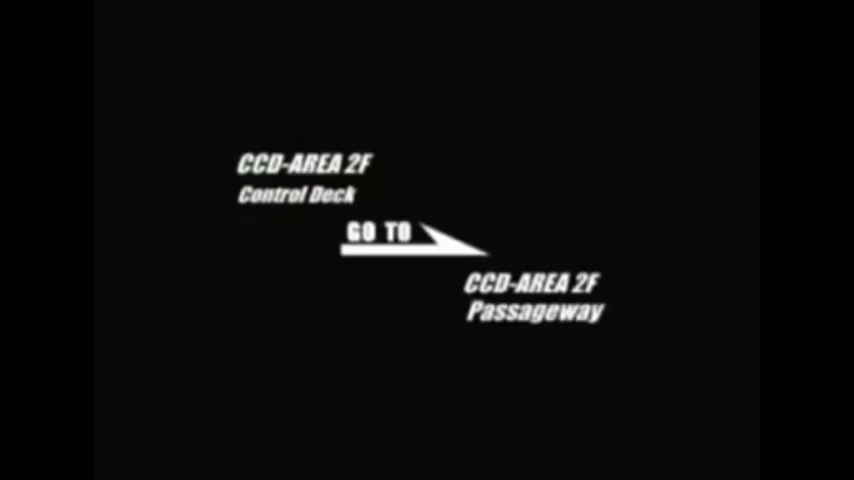 CCD-AREA 2F
Control Deck
GO TO
CCD-AREA 2F
Passageway